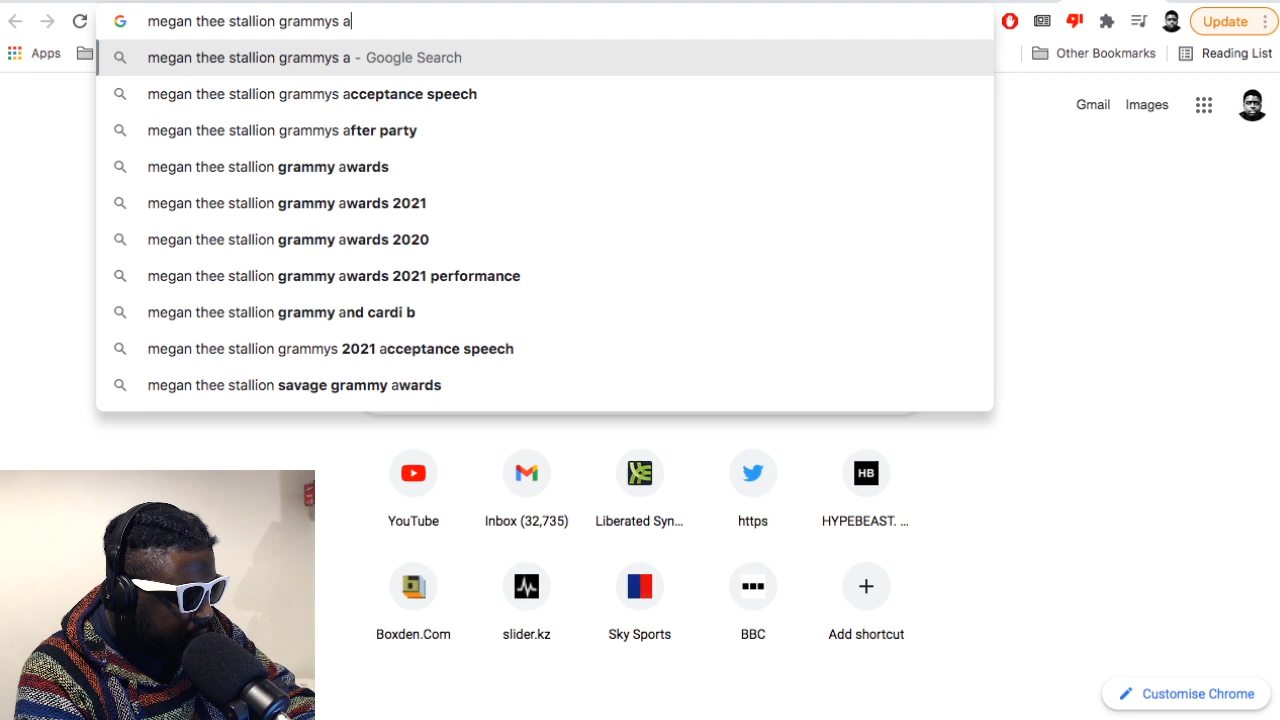 megan thee stallion grammys a
Update
Apps
Other Bookmarks
Reading List
megan thee stallion grammys a - Google Search
megan thee stallion grammys acceptance speech
megan thee stallion grammys after party
megan thee stallion grammy awards
megan thee stallion grammy awards 2021
megan thee stallion grammy awards 2020
megan thee stallion grammy awards 2021 performance
megan thee stallion grammy and cardi b
megan thee stallion grammys 2021 acceptance speech
megan thee stallion savage grammy awards
Gmail
Images
HB
YouTube
Inbox (32,735)
Liberated Syn...
https
HYPEBEAST. ...
Boxden.Com
slider.kz
Sky Sports
BBC
Add shortcut
Customise Chrome